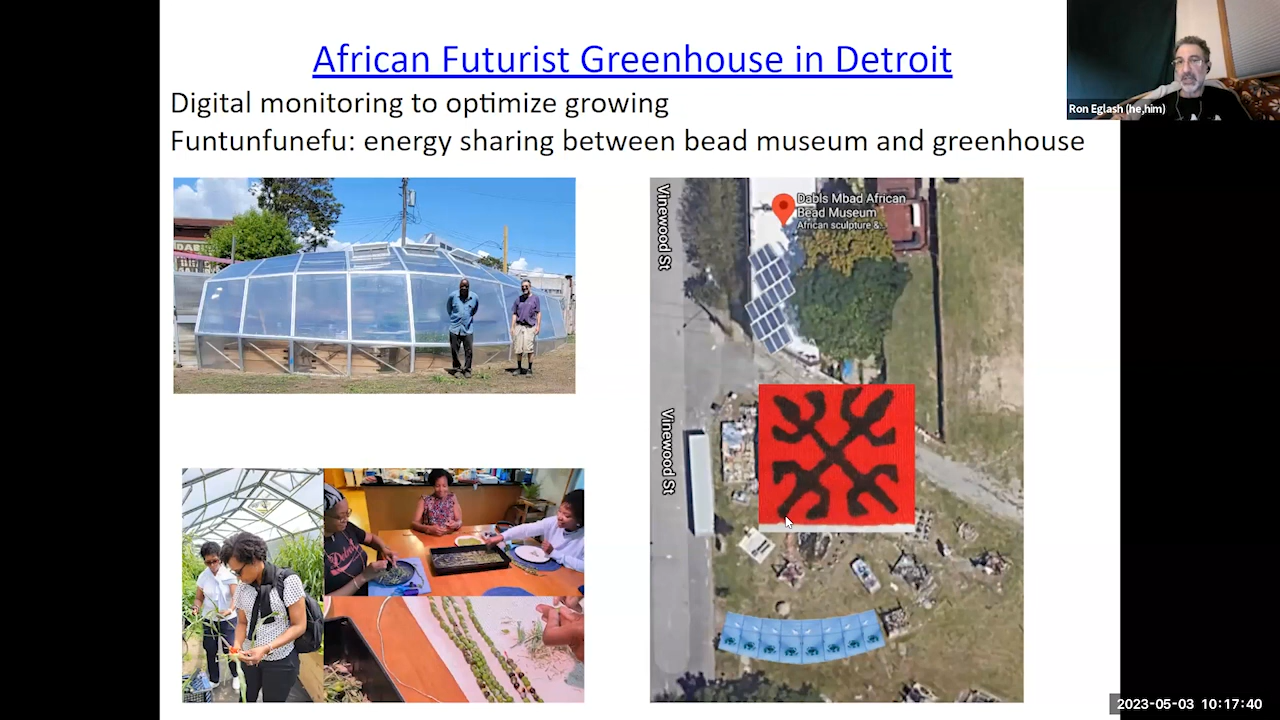 African Futurist Greenhouse in Detroit
Digital monitoring to optimize growing
Funtunfunefu: energy sharing between bead museum and greenhouse
Ron Eglash (he,him)
Vinewood St
Dabls Mbad African
Bead Museum
African sculpture &...
Vinewood St
2023-05-03 10:17:40